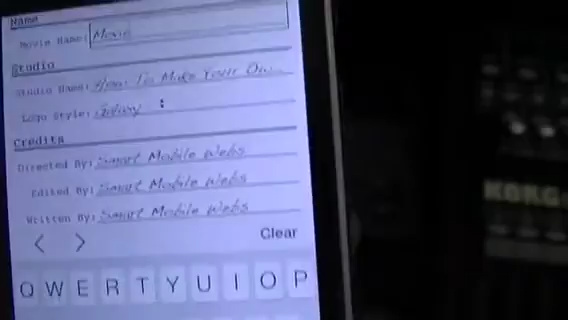 Name
Movie Name: Movie
Studio
Studio Name: How To Make Your Ow...
Logo Style: Galaxy
Credits
Directed By: Smart Mobile Webs
Edited By: Smart Mobile Webs
Written By: Smart Mobile Webs
Clear
Q W E R T Y U I O P
KORG